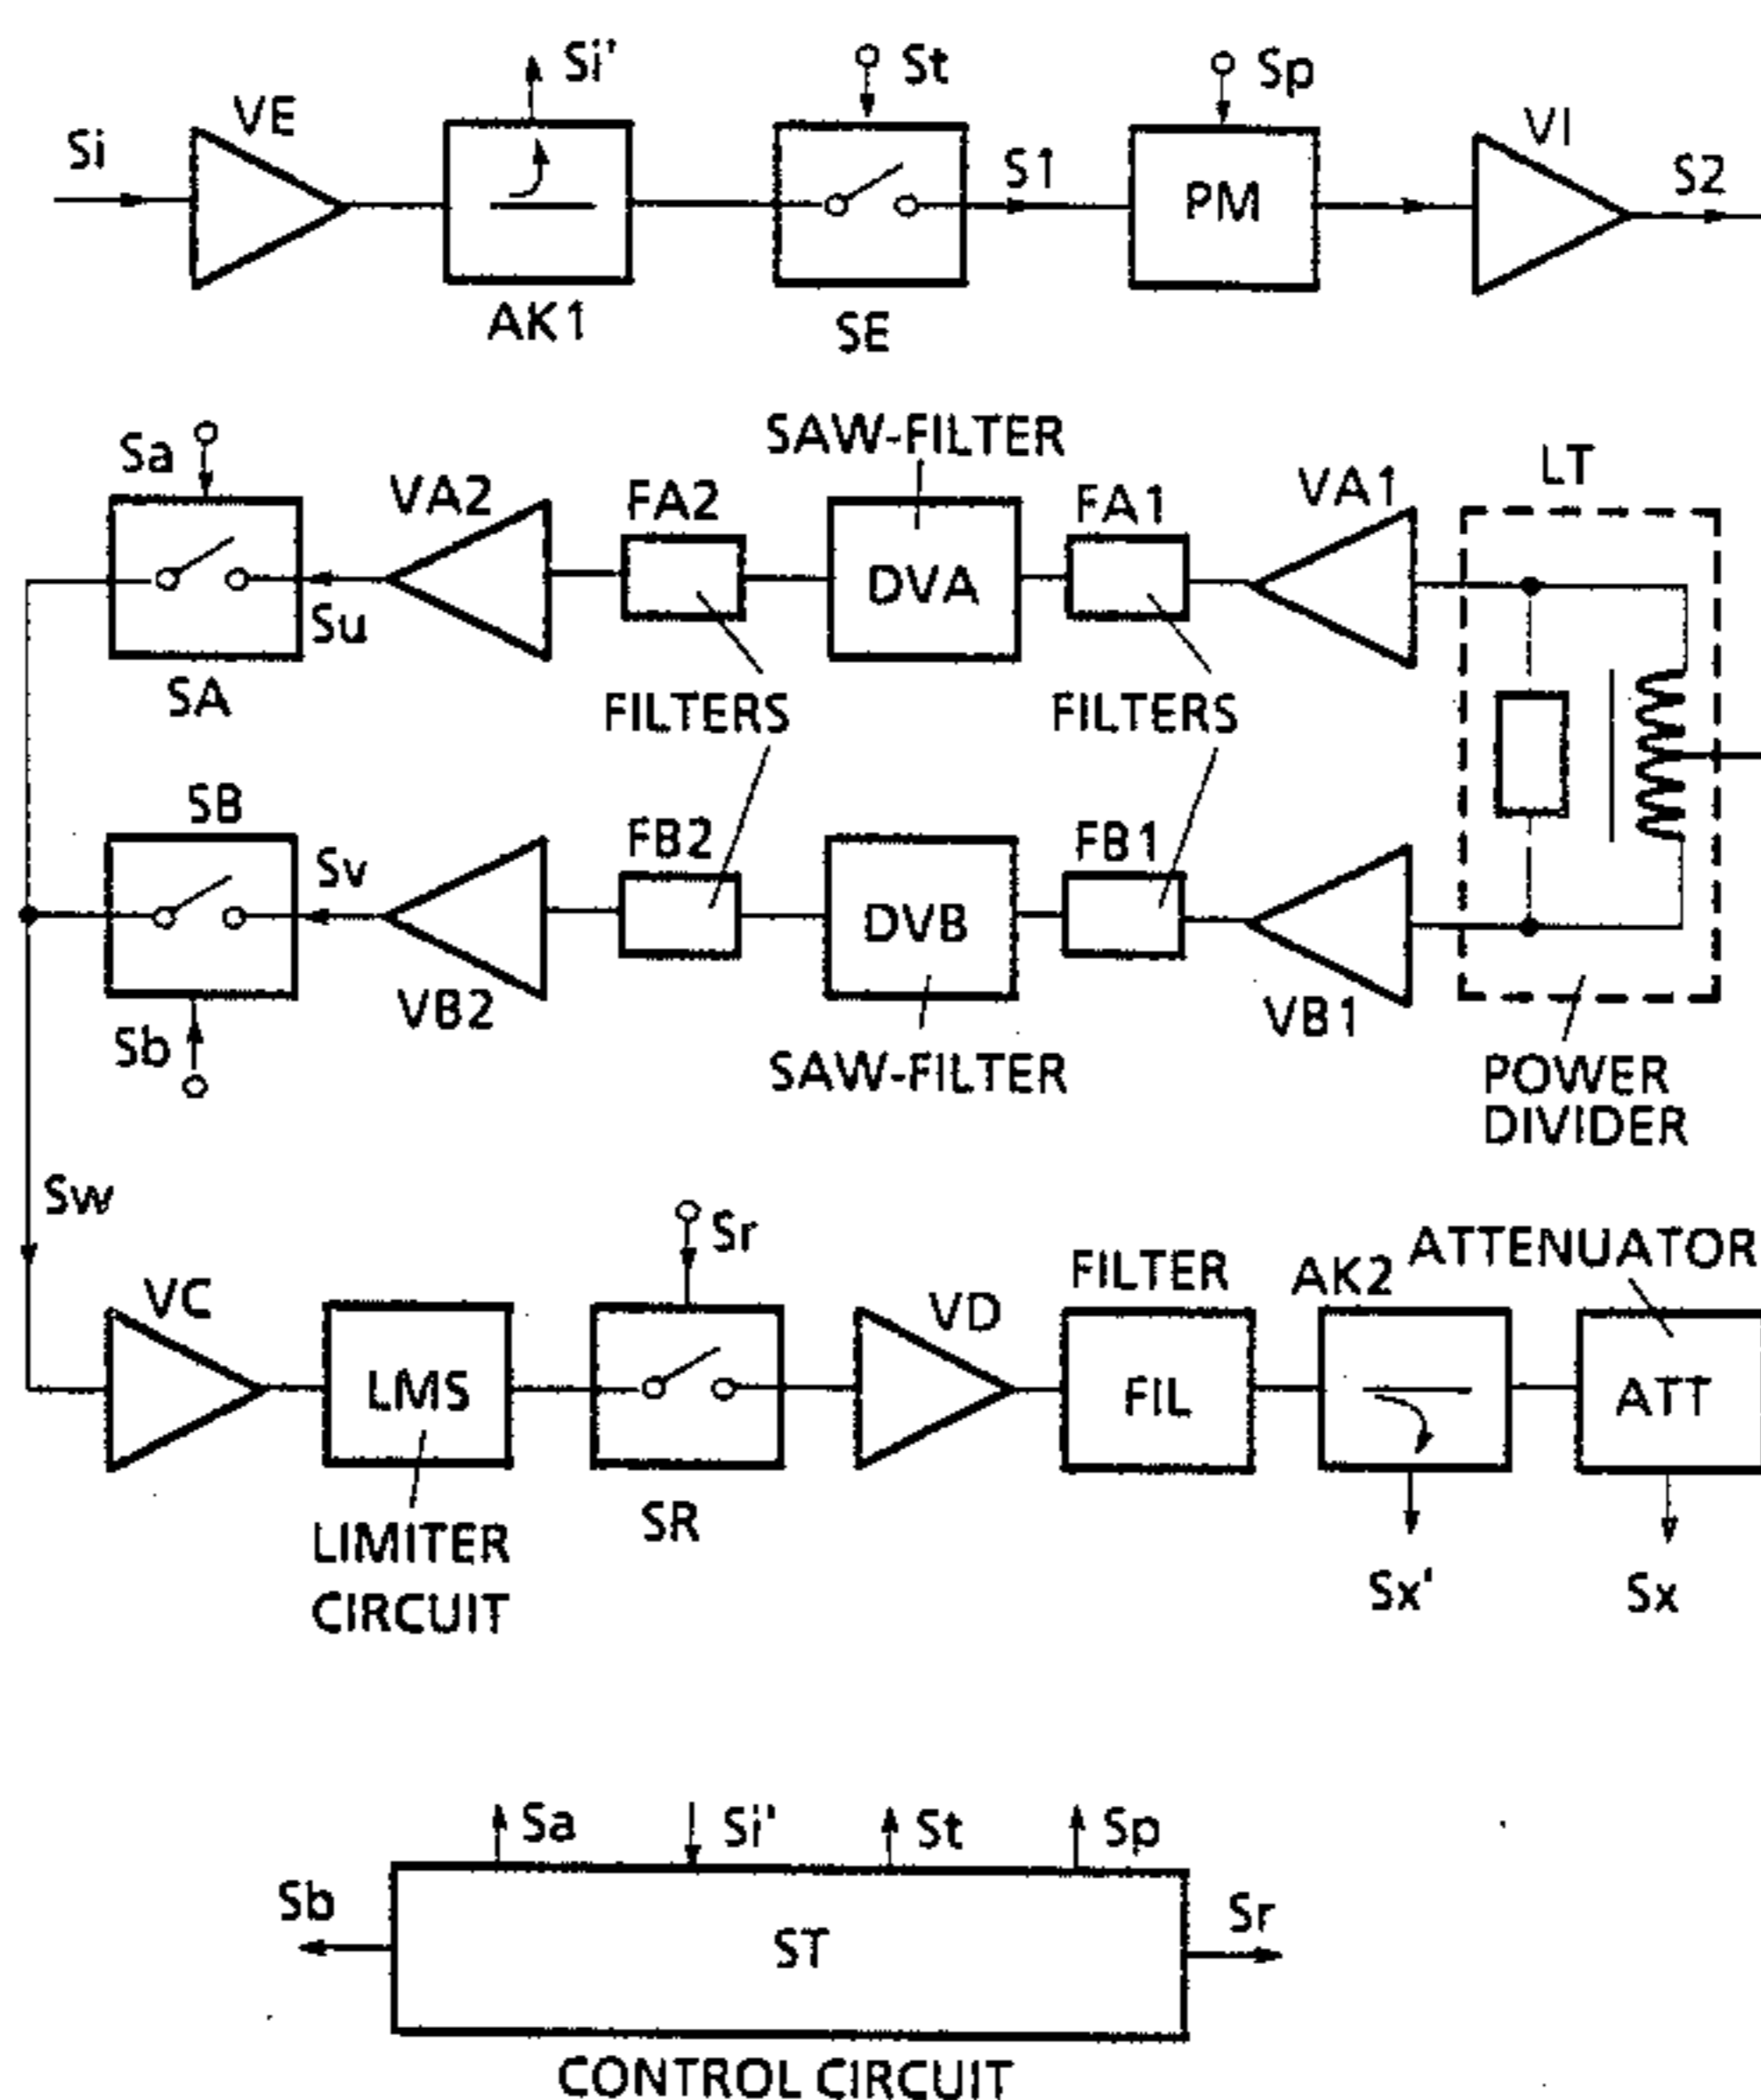 Si
VE
Si'
AK1
St
SE
S1
Sp
PM
VI
S2
Sa
SA
Su
VA2
FA2
SAW-FILTER
DVA
FA1
VA1
LT
FILTERS
FILTERS
SB
Sb
Sv
VB2
FB2
DVB
SAW-FILTER
FB1
VB1
POWER
DIVIDER
Sw
VC
LMS
LIMITER
CIRCUIT
Sr
SR
VD
FILTER
FIL
AK2
Sx'
ATTENUATOR
ATT
Sx
Sa
Si'
St
Sp
Sb
ST
Sr
CONTROL CIRCUIT